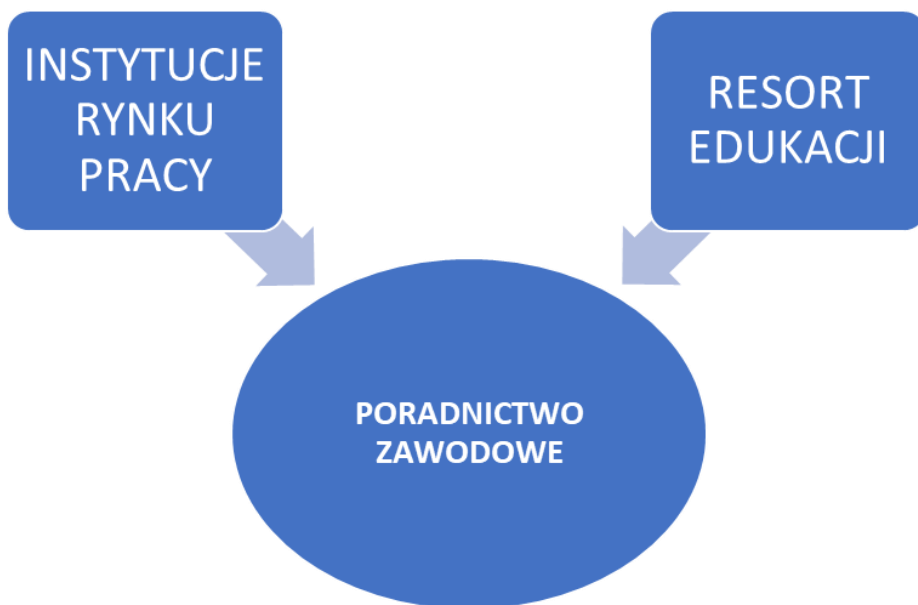 INSTYTUCJE
RYNKU
PRACY
RESORT
EDUKACJI
PORADNICTWO
ZAWODOWE